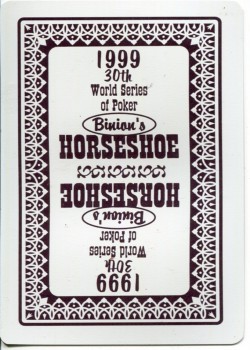 1999
30th
World Series
of Poker
Binion's
HORSESHOE
HORSESHOE
Binion's
of Poker
World Series
30th
1999